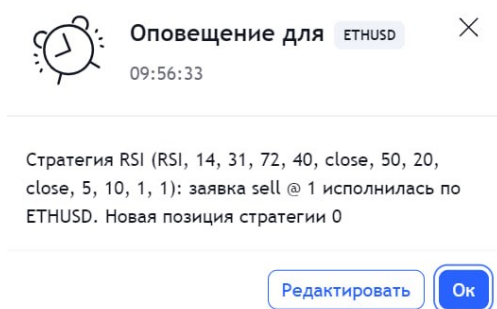 Оповещение для ETHUSD
09:56:33
Стратегия RSI (RSI, 14, 31, 72, 40, close, 50, 20,
close, 5, 10, 1, 1): заявка sell @ 1 исполнилась по
ETHUSD. Новая позиция стратегии 0
Редактировать Ок